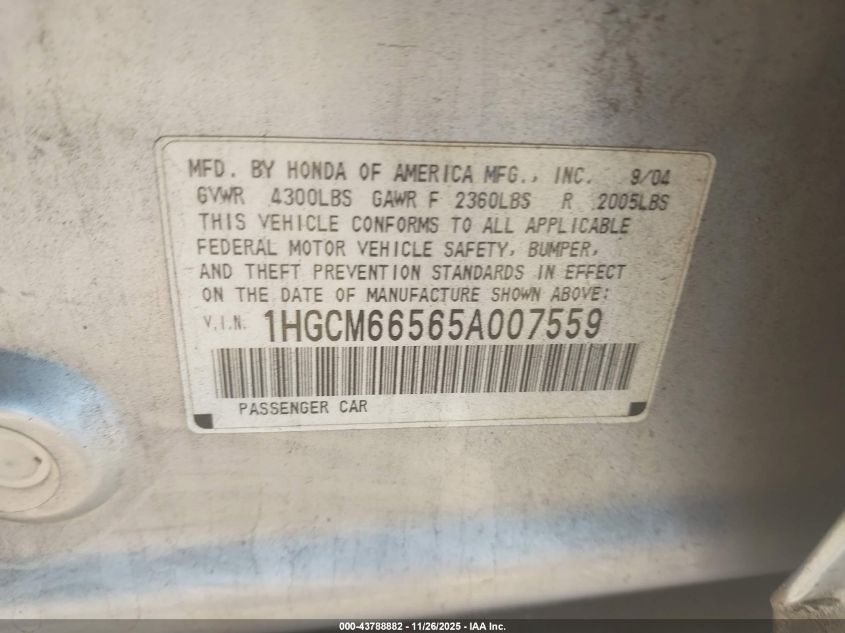 MFD. BY HONDA OF AMERICA MFG., INC. 9/04
GVWR 4300LBS GAWR F 2360LBS R 2005LBS
THIS VEHICLE CONFORMS TO ALL APPLICABLE
FEDERAL MOTOR VEHICLE SAFETY, BUMPER,
AND THEFT PREVENTION STANDARDS IN EFFECT
ON THE DATE OF MANUFACTURE SHOWN ABOVE:
V.I.N. 1HGCM66565A007559
PASSENGER CAR
000-43788882 - 11/26/2025 - IAA Inc.